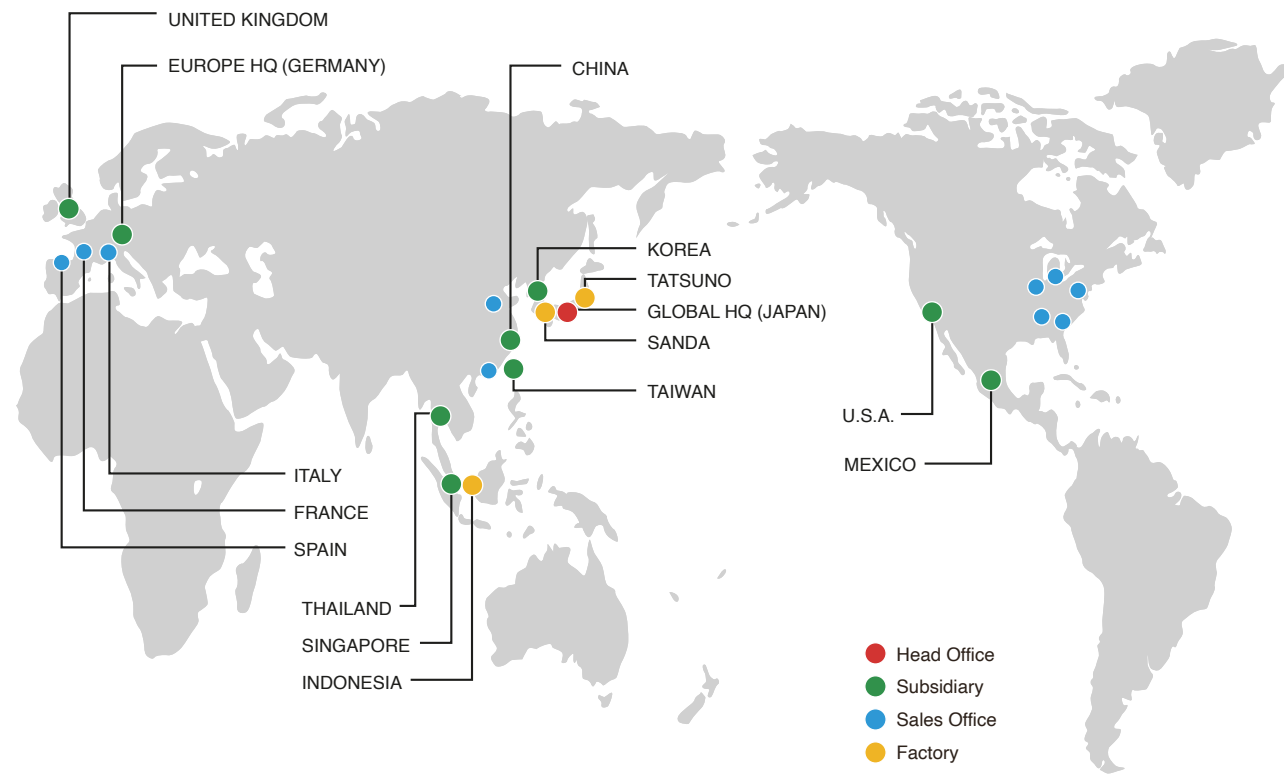 UNITED KINGDOM
EUROPE HQ (GERMANY)
CHINA
KOREA
TATSUNO
GLOBAL HQ (JAPAN)
SANDA
TAIWAN
U.S.A.
MEXICO
ITALY
FRANCE
SPAIN
THAILAND
SINGAPORE
INDONESIA
Head Office
Subsidiary
Sales Office
Factory